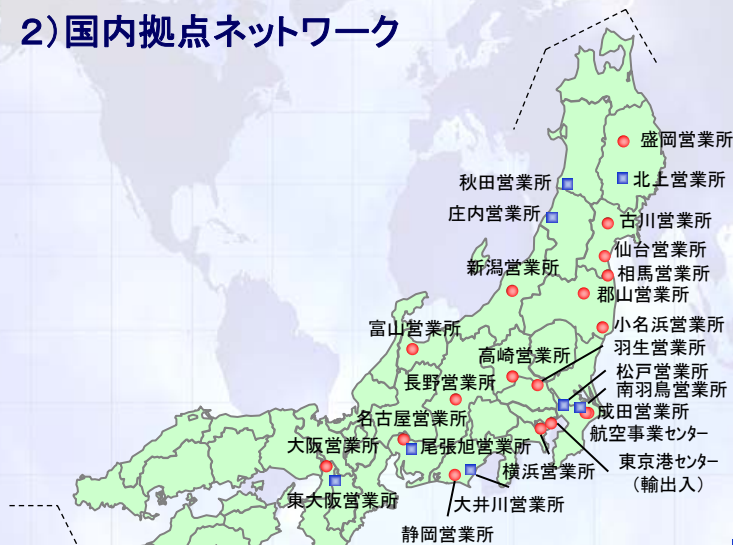 ２）国内拠点ネットワーク
盛岡営業所
北上営業所
秋田営業所
庄内営業所
古川営業所
仙台営業所
新潟営業所
相馬営業所
郡山営業所
富山営業所
小名浜営業所
高崎営業所
羽生営業所
松戸営業所
長野営業所
南羽鳥営業所
成田営業所
名古屋営業所
航空事業センター
大阪営業所
尾張旭営業所
横浜営業所
東京港センター
（輸出入）
東大阪営業所
大井川営業所
静岡営業所